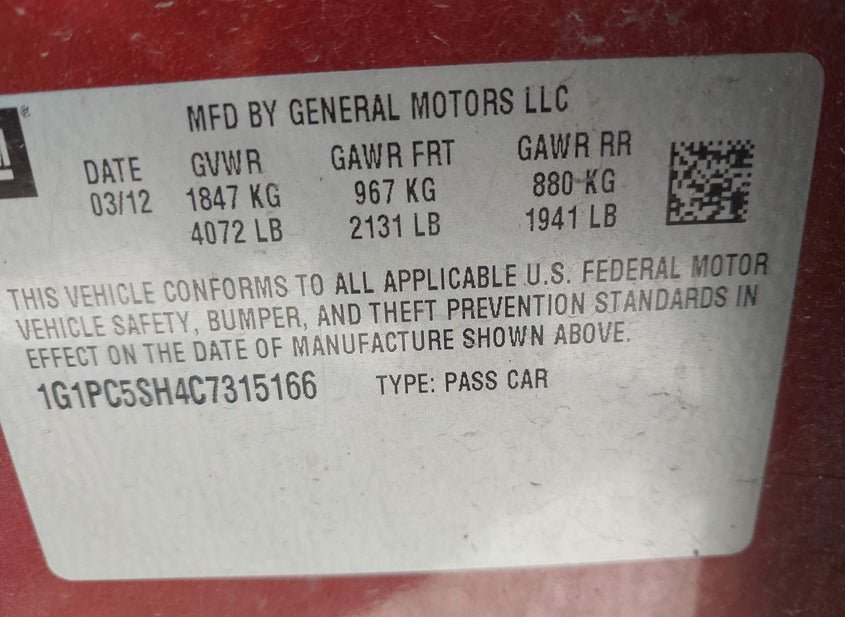 MFD BY GENERAL MOTORS LLC
DATE GVWR GAWR FRT GAWR RR
03/12 1847 KG 967 KG 880 KG
4072 LB 2131 LB 1941 LB
THIS VEHICLE CONFORMS TO ALL APPLICABLE U.S. FEDERAL MOTOR
VEHICLE SAFETY, BUMPER, AND THEFT PREVENTION STANDARDS IN
EFFECT ON THE DATE OF MANUFACTURE SHOWN ABOVE.
1G1PC5SH4C7315166 TYPE: PASS CAR